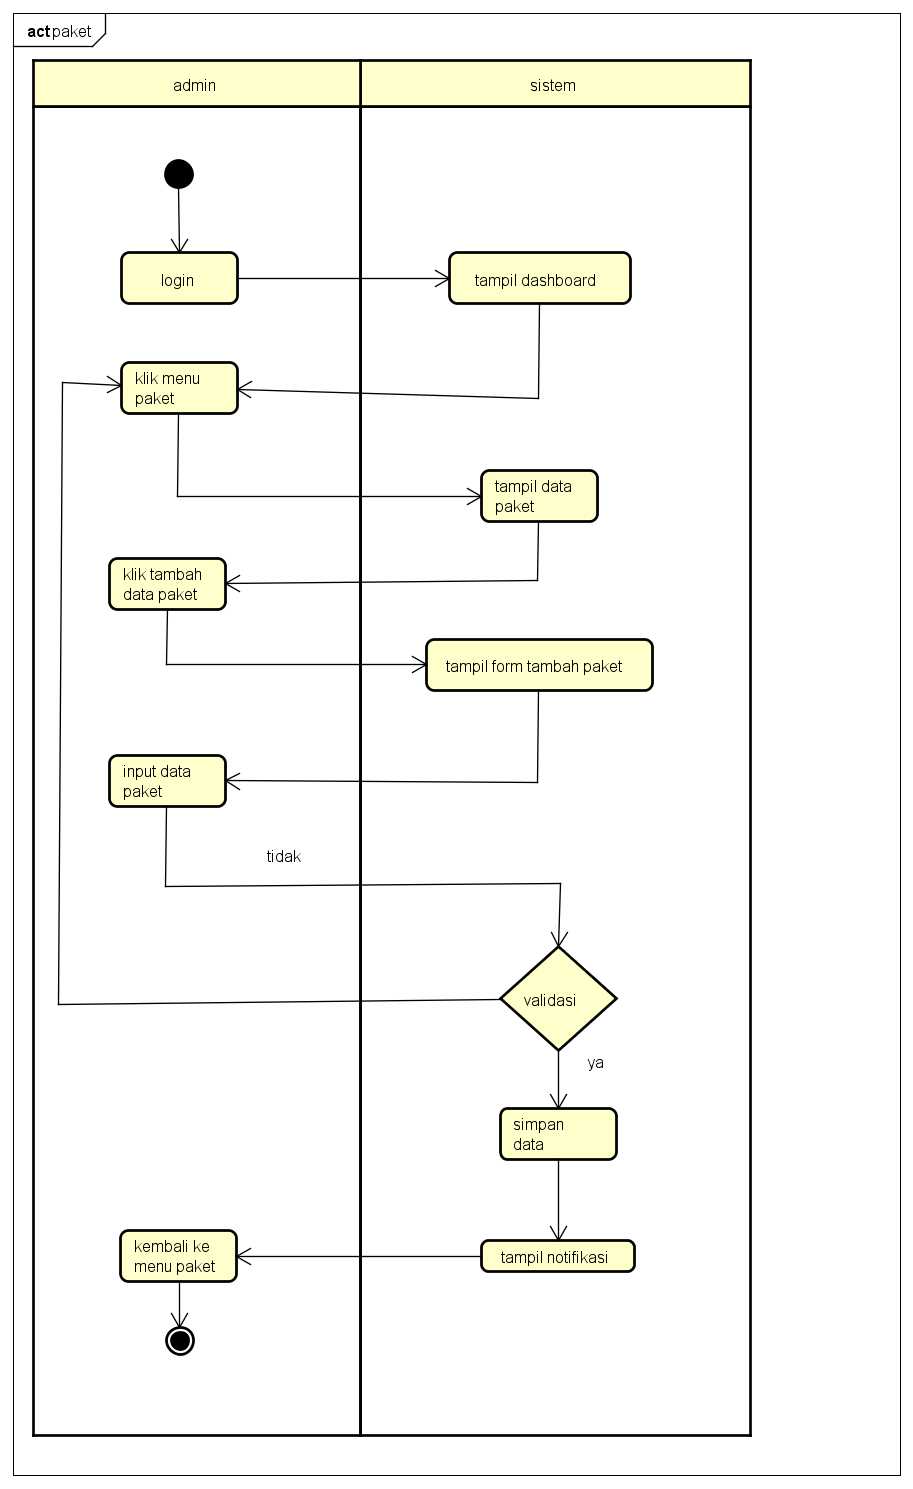 act paket
admin
sistem
login
tampil dashboard
klik menu
paket
tampil data
paket
klik tambah
data paket
tampil form tambah paket
input data
paket
tidak
validasi
ya
simpan
data
kembali ke
menu paket
tampil notifikasi